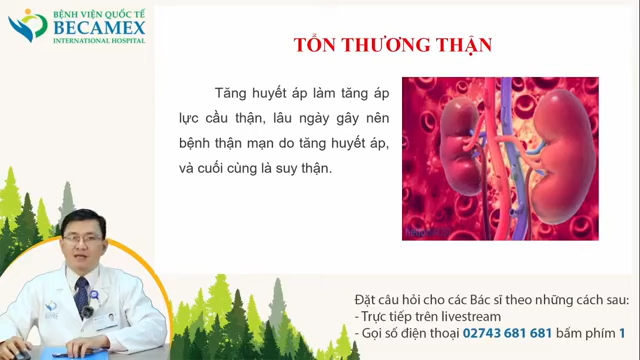 BỆNH VIỆN QUỐC TẾ
BECAMEX
INTERNATIONAL HOSPITAL
TỔN THƯƠNG THẬN
Tăng huyết áp làm tăng áp
lực cầu thận, lâu ngày gây nên
bệnh thận mạn do tăng huyết áp,
và cuối cùng là suy thận.
Đặt câu hỏi cho các Bác sĩ theo những cách sau:
- Trực tiếp trên livestream
- Gọi số điện thoại 02743 681 681 bấm phím 1